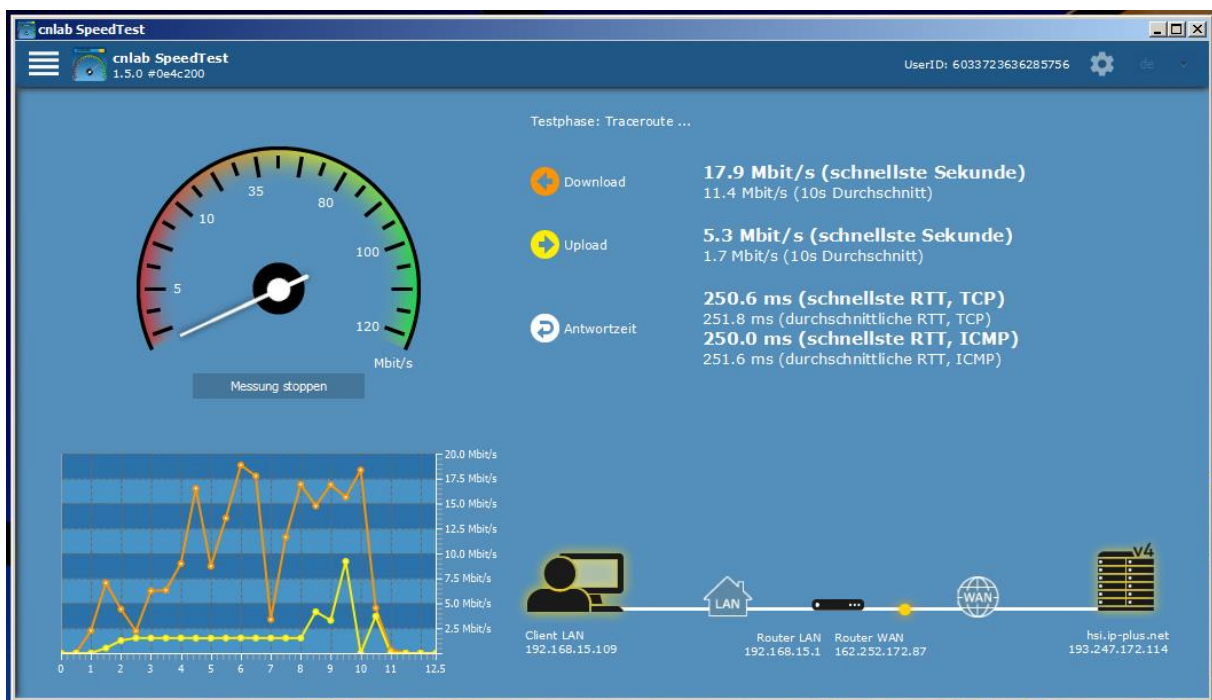 cnlab SpeedTest
cnlab SpeedTest
1.5.0 #0e4c200
UserID: 6033723636285756
de
Testphase: Traceroute ...
Download
17.9 Mbit/s (schnellste Sekunde)
11.4 Mbit/s (10s Durchschnitt)
Upload
5.3 Mbit/s (schnellste Sekunde)
1.7 Mbit/s (10s Durchschnitt)
Antwortzeit
250.6 ms (schnellste RTT, TCP)
251.8 ms (durchschnittliche RTT, TCP)
250.0 ms (schnellste RTT, ICMP)
251.6 ms (durchschnittliche RTT, ICMP)
5
10
35
80
100
120
Mbit/s
Messung stoppen
20.0 Mbit/s
17.5 Mbit/s
15.0 Mbit/s
12.5 Mbit/s
10.0 Mbit/s
7.5 Mbit/s
5.0 Mbit/s
2.5 Mbit/s
0 1 2 3 4 5 6 7 8 9 10 11 12.5
LAN
WAN
v4
Client LAN
192.168.15.109
Router LAN
192.168.15.1
Router WAN
162.252.172.87
hsi.ip-plus.net
193.247.172.114